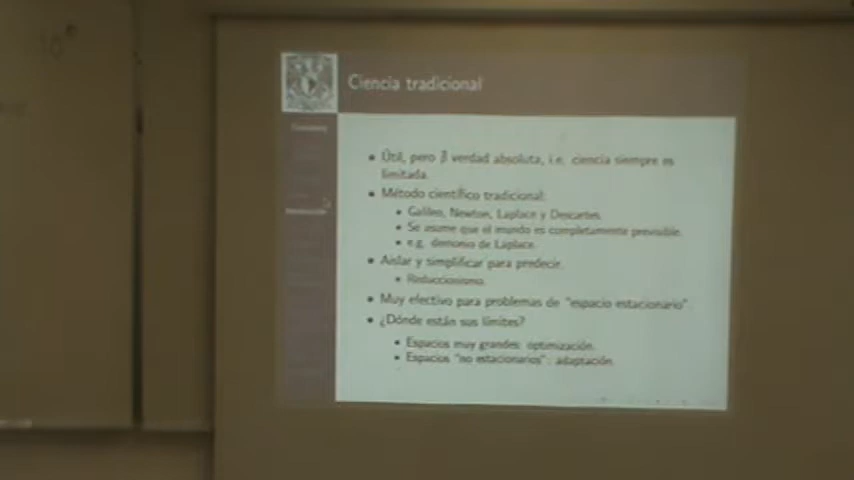 Ciencia tradicional
• Útil, pero ∄ verdad absoluta, i.e. ciencia siempre es
limitada.
• Método científico tradicional:
• Galileo, Newton, Laplace y Descartes.
• Se asume que el mundo es completamente previsible.
• e.g. demonio de Laplace.
• Aislar y simplificar para predecir.
• Reduccionismo.
• Muy efectivo para problemas de "espacio estacionario".
• ¿Dónde están sus límites?
• Espacios muy grandes: optimización.
• Espacios "no estacionarios": adaptación.